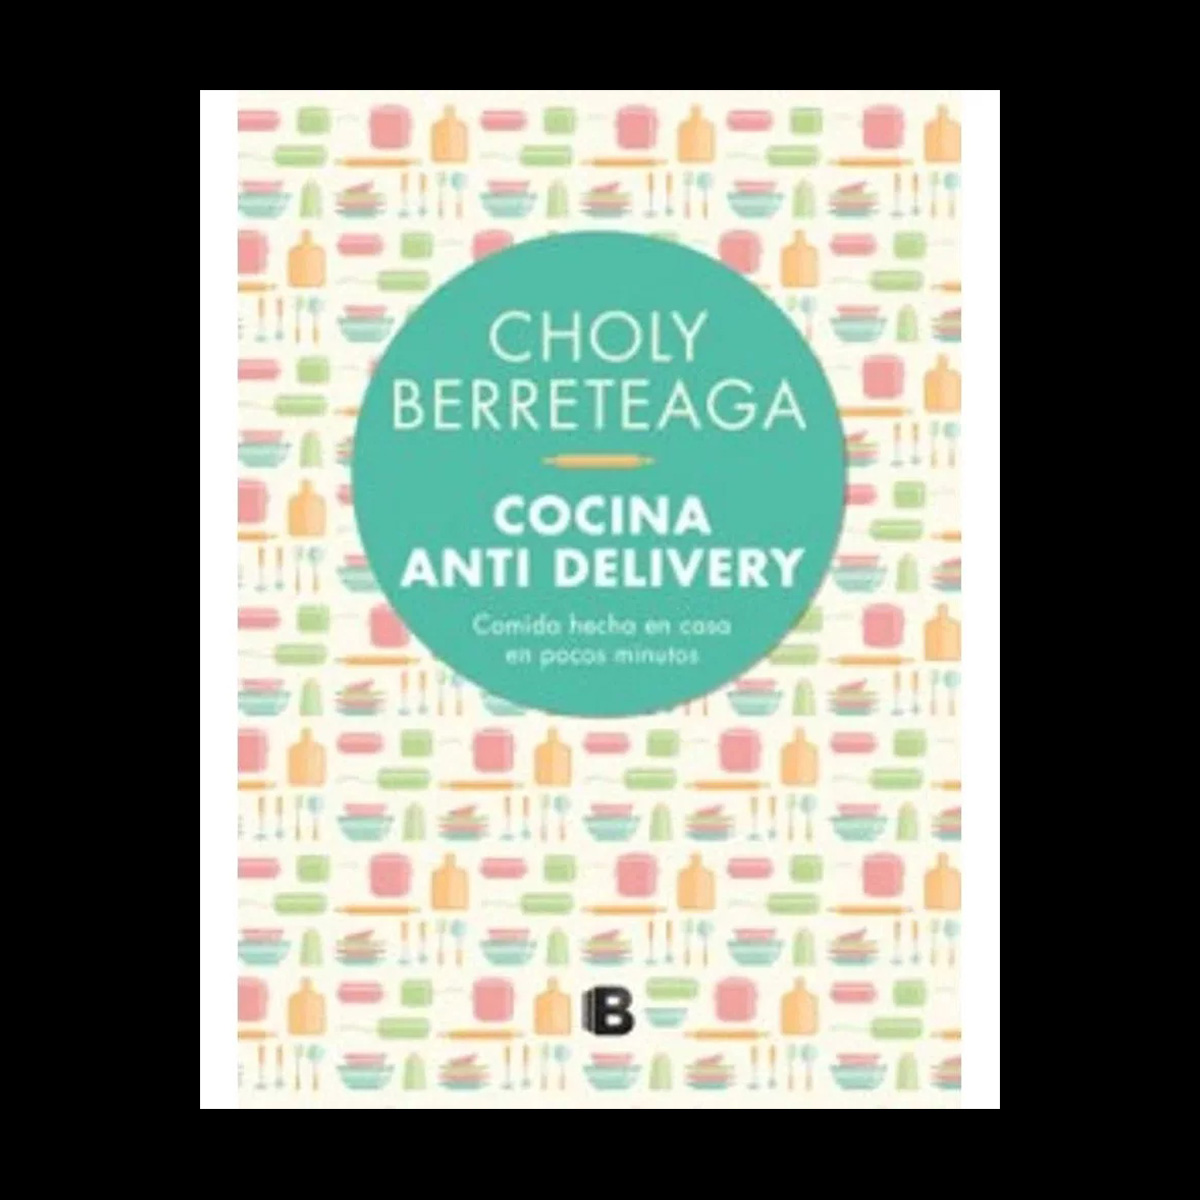 CHOLY
BERRETEAGA
COCINA
ANTI DELIVERY
Comida hecha en casa
en pocos minutos
B